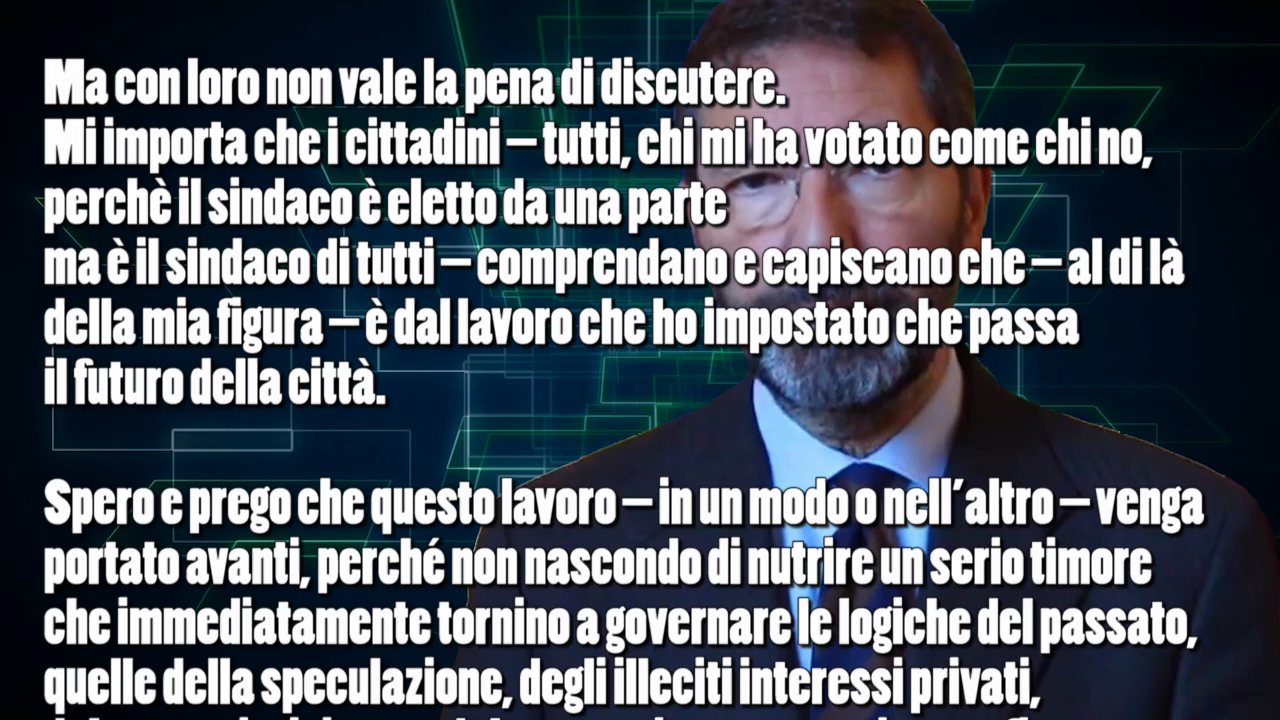 Ma con loro non vale la pena di discutere.
Mi importa che i cittadini – tutti, chi mi ha votato come chi no,
perchè il sindaco è eletto da una parte
ma è il sindaco di tutti – comprendano e capiscano che – al di là
della mia figura – è dal lavoro che ho impostato che passa
il futuro della città.
Spero e prego che questo lavoro – in un modo o nell´altro – venga
portato avanti, perché non nascondo di nutrire un serio timore
che immediatamente tornino a governare le logiche del passato,
quelle della speculazione, degli illeciti interessi privati,